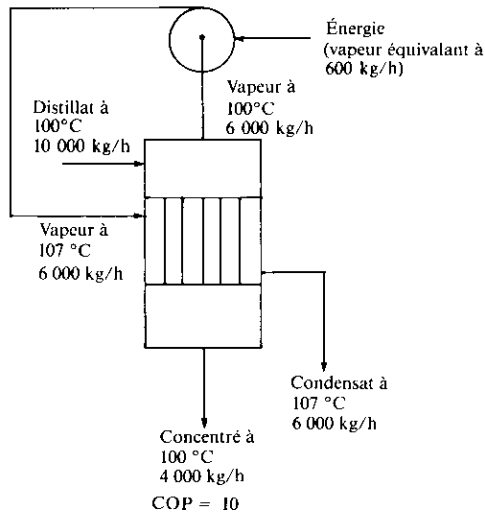 Énergie
(vapeur équivalant à
600 kg/h)
Vapeur à
100°C
6 000 kg/h
Distillat à
100°C
10 000 kg/h
Vapeur à
107 °C
6 000 kg/h
Condensat à
107 °C
6 000 kg/h
Concentré à
100 °C
4 000 kg/h
COP = 10